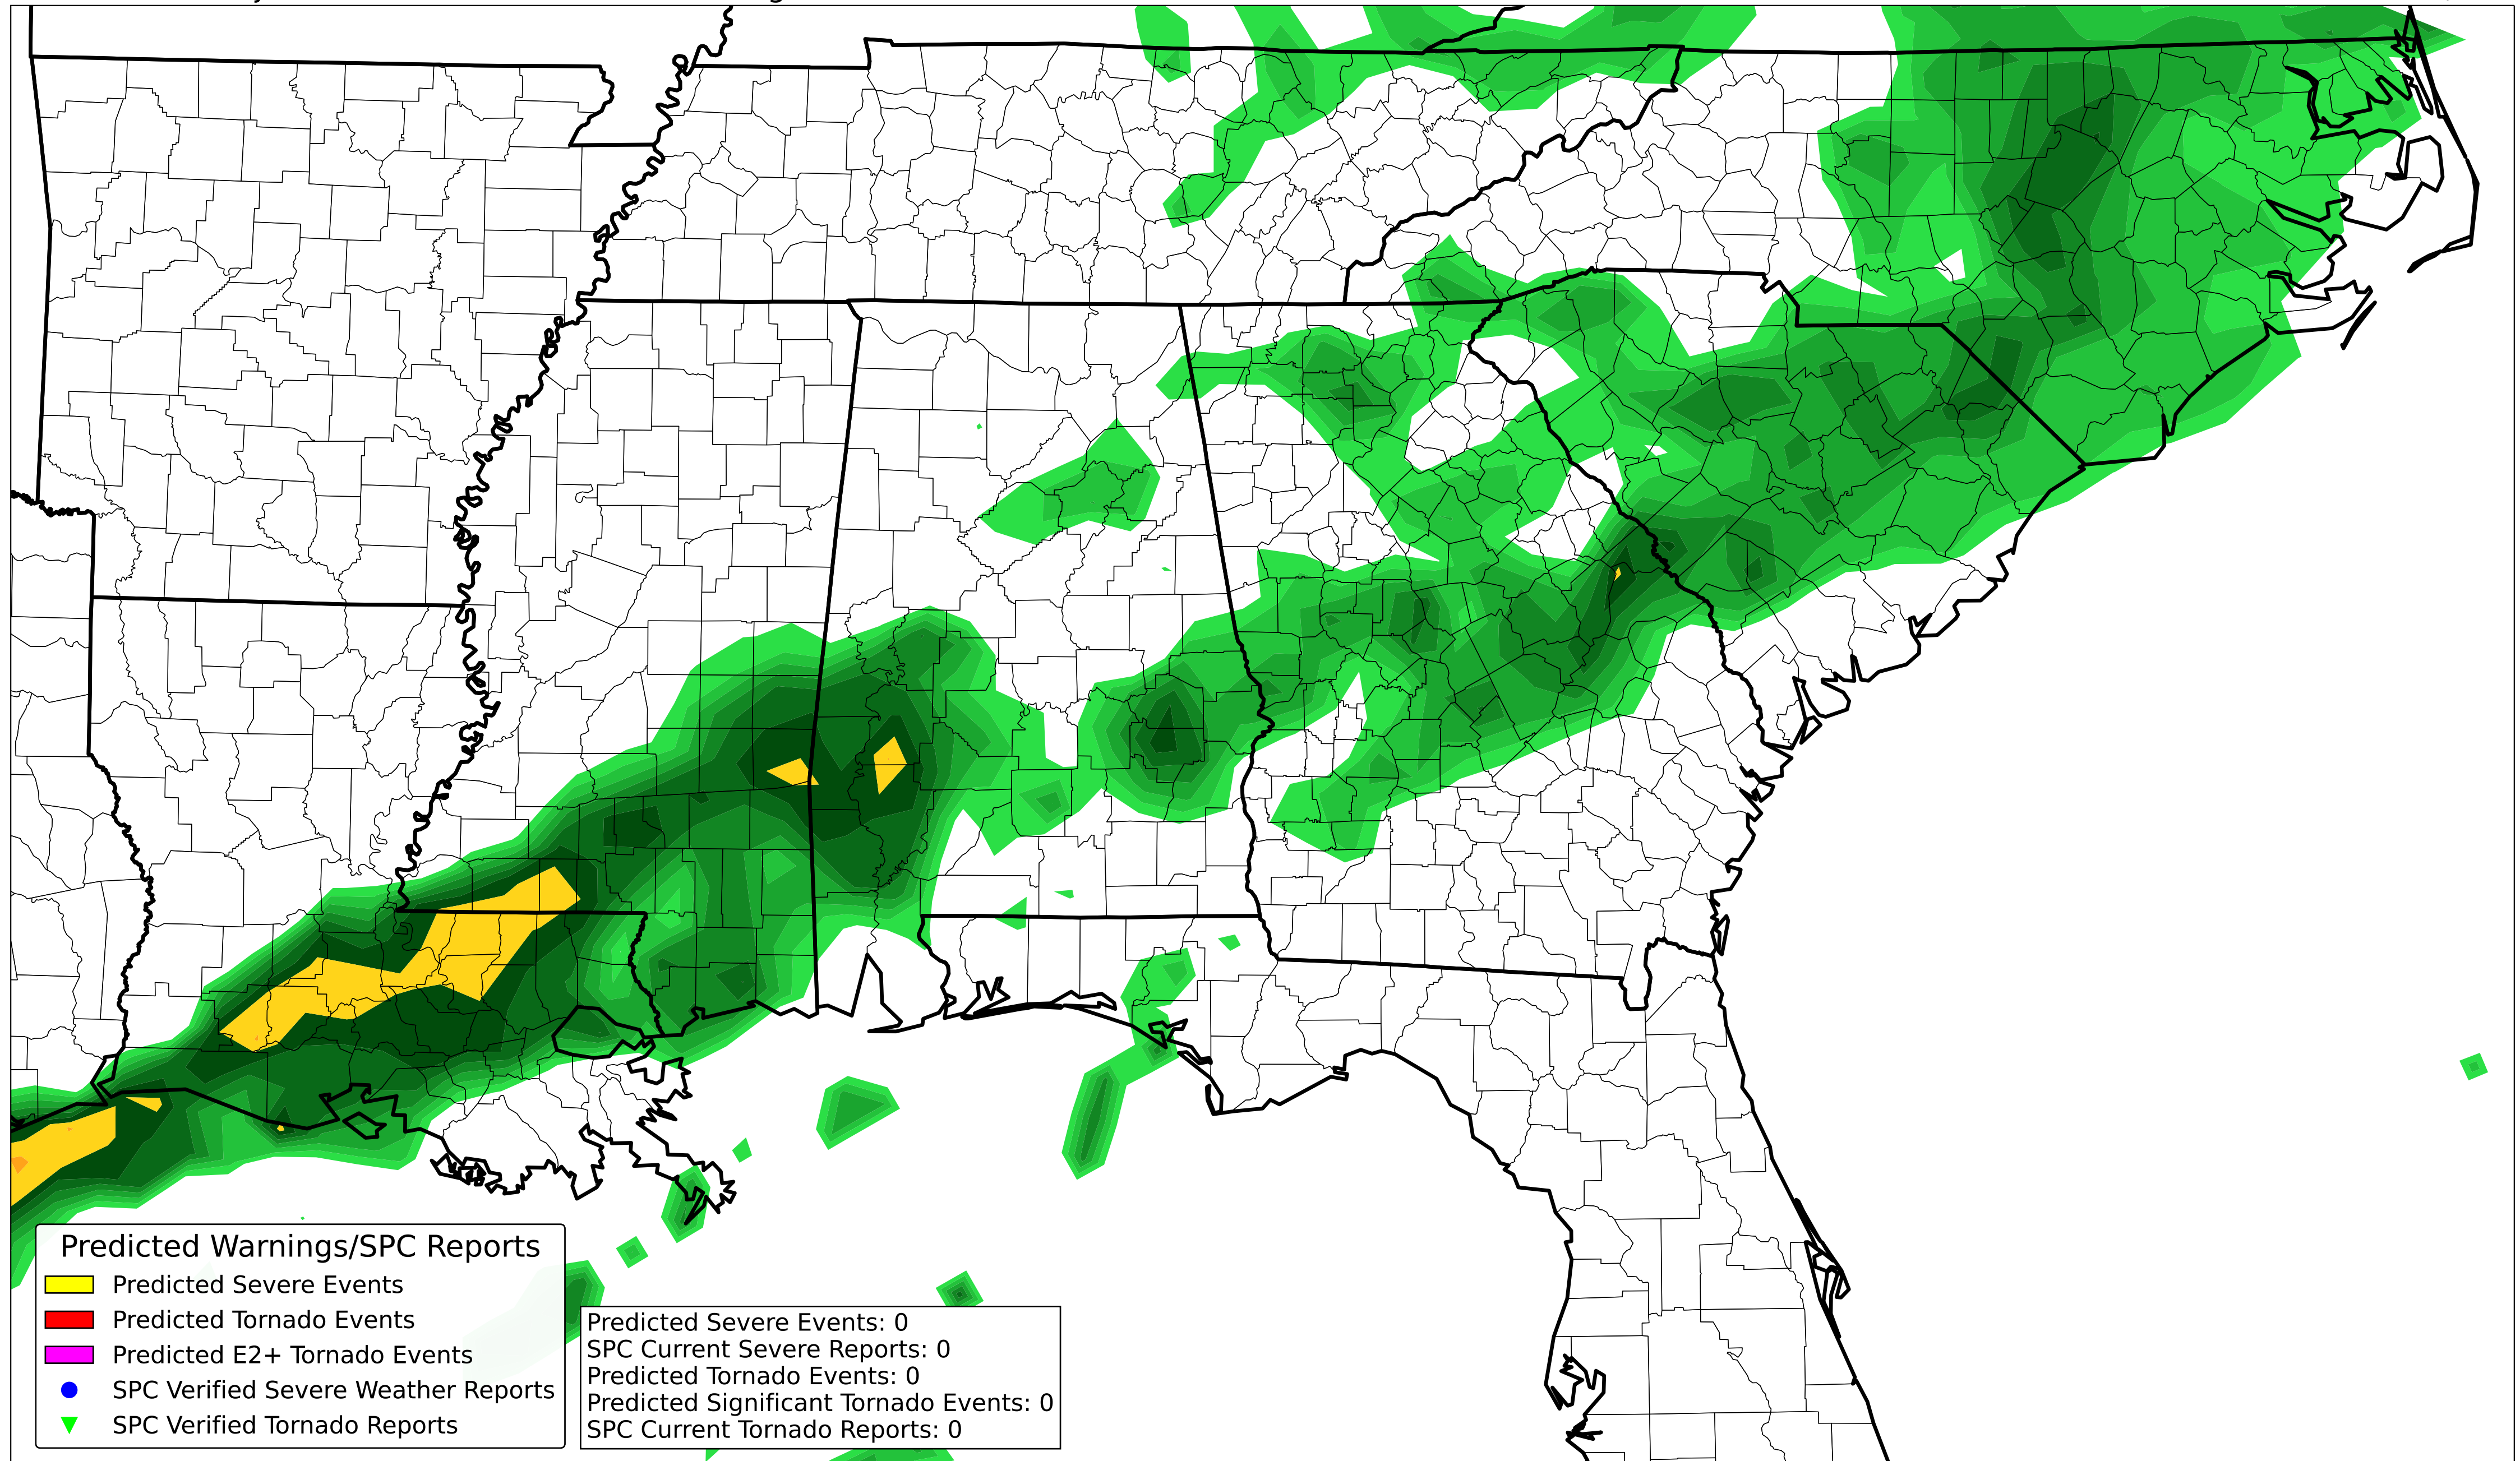 Predicted Warnings/SPC Reports
Predicted Severe Events
Predicted Tornado Events
Predicted E2+ Tornado Events
SPC Verified Severe Weather Reports
SPC Verified Tornado Reports
Predicted Severe Events: 0
SPC Current Severe Reports: 0
Predicted Tornado Events: 0
Predicted Significant Tornado Events: 0
SPC Current Tornado Reports: 0